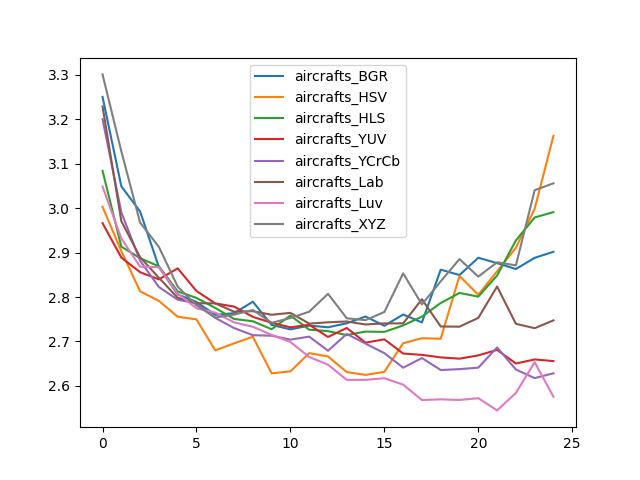 3.3
3.2
3.1
3.0
2.9
2.8
2.7
2.6
0
5
10
15
20
25
aircrafts_BGR
aircrafts_HSV
aircrafts_HLS
aircrafts_YUV
aircrafts_YCrCb
aircrafts_Lab
aircrafts_Luv
aircrafts_XYZ